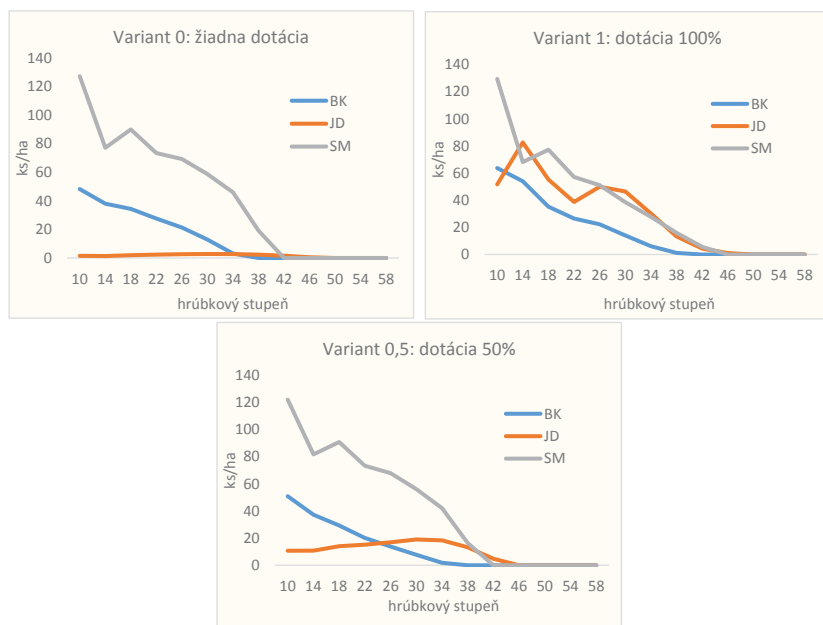 Variant 0: žiadna dotácia
140
120
100
80
60
40
20
0
ks/ha
BK
JD
SM
10 14 18 22 26 30 34 38 42 46 50 54 58
hrúbkový stupeň
Variant 1: dotácia 100%
140
120
100
80
60
40
20
0
ks/ha
BK
JD
SM
10 14 18 22 26 30 34 38 42 46 50 54 58
hrúbkový stupeň
Variant 0,5: dotácia 50%
140
120
100
80
60
40
20
0
ks/ha
BK
JD
SM
10 14 18 22 26 30 34 38 42 46 50 54 58
hrúbkový stupeň